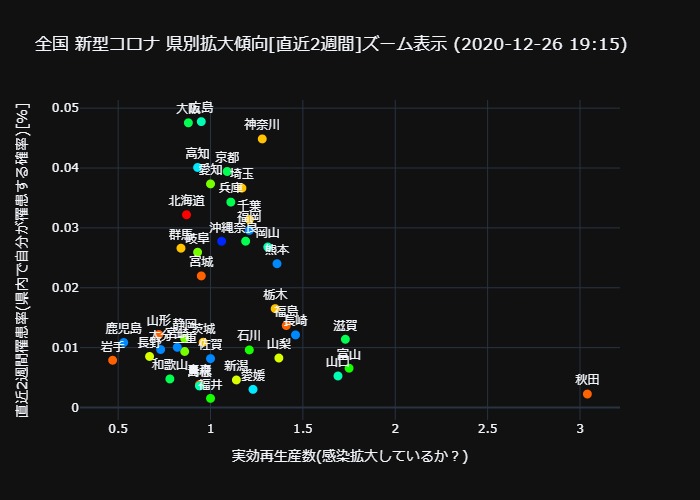 全国 新型コロナ 県別拡大傾向[直近2週間]ズーム表示 (2020-12-26 19:15)
直近2週間罹患率(県内で自分が罹患する確率)[%]
0.05
0.04
0.03
0.02
0.01
0
大阪
広島
神奈川
高知
京都
愛知
埼玉
兵庫
北海道
千葉
福岡
沖縄
奈良
群馬
岐阜
岡山
熊本
宮城
栃木
福島
長崎
鹿児島
山形
静岡
茨城
滋賀
石川
岩手
長野
佐賀
山梨
富山
和歌山
新潟
山口
愛媛
福井
秋田
0.5
1
1.5
2
2.5
3
実効再生産数(感染拡大しているか？)